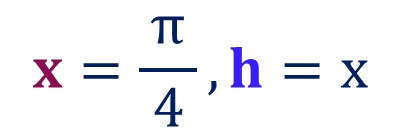 x = π/4, h = x